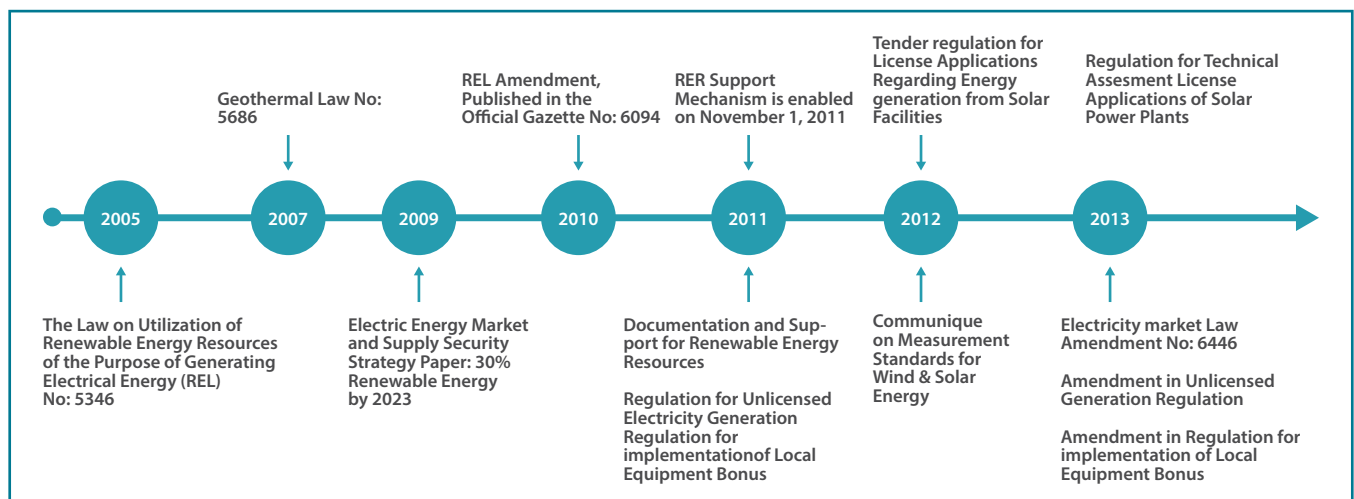 Geothermal Law No:
5686
REL Amendment,
Published in the
Official Gazette No: 6094
RER Support
Mechanism is enabled
on November 1, 2011
Tender regulation for
License Applications
Regarding Energy
generation from Solar
Facilities
Regulation for Technical
Assesment License
Applications of Solar
Power Plants
2005
2007
2009
2010
2011
2012
2013
The Law on Utilization of
Renewable Energy Resources
of the Purpose of Generating
Electrical Energy (REL)
No: 5346
Electric Energy Market
and Supply Security
Strategy Paper: 30%
Renewable Energy
by 2023
Documentation and Sup-
port for Renewable Energy
Resources
Regulation for Unlicensed
Electricity Generation
Regulation for
implementationof Local
Equipment Bonus
Communique
on Measurement
Standards for
Wind & Solar
Energy
Electricity market Law
Amendment No: 6446
Amendment in Unlicensed
Generation Regulation
Amendment in Regulation for
implementation of Local
Equipment Bonus